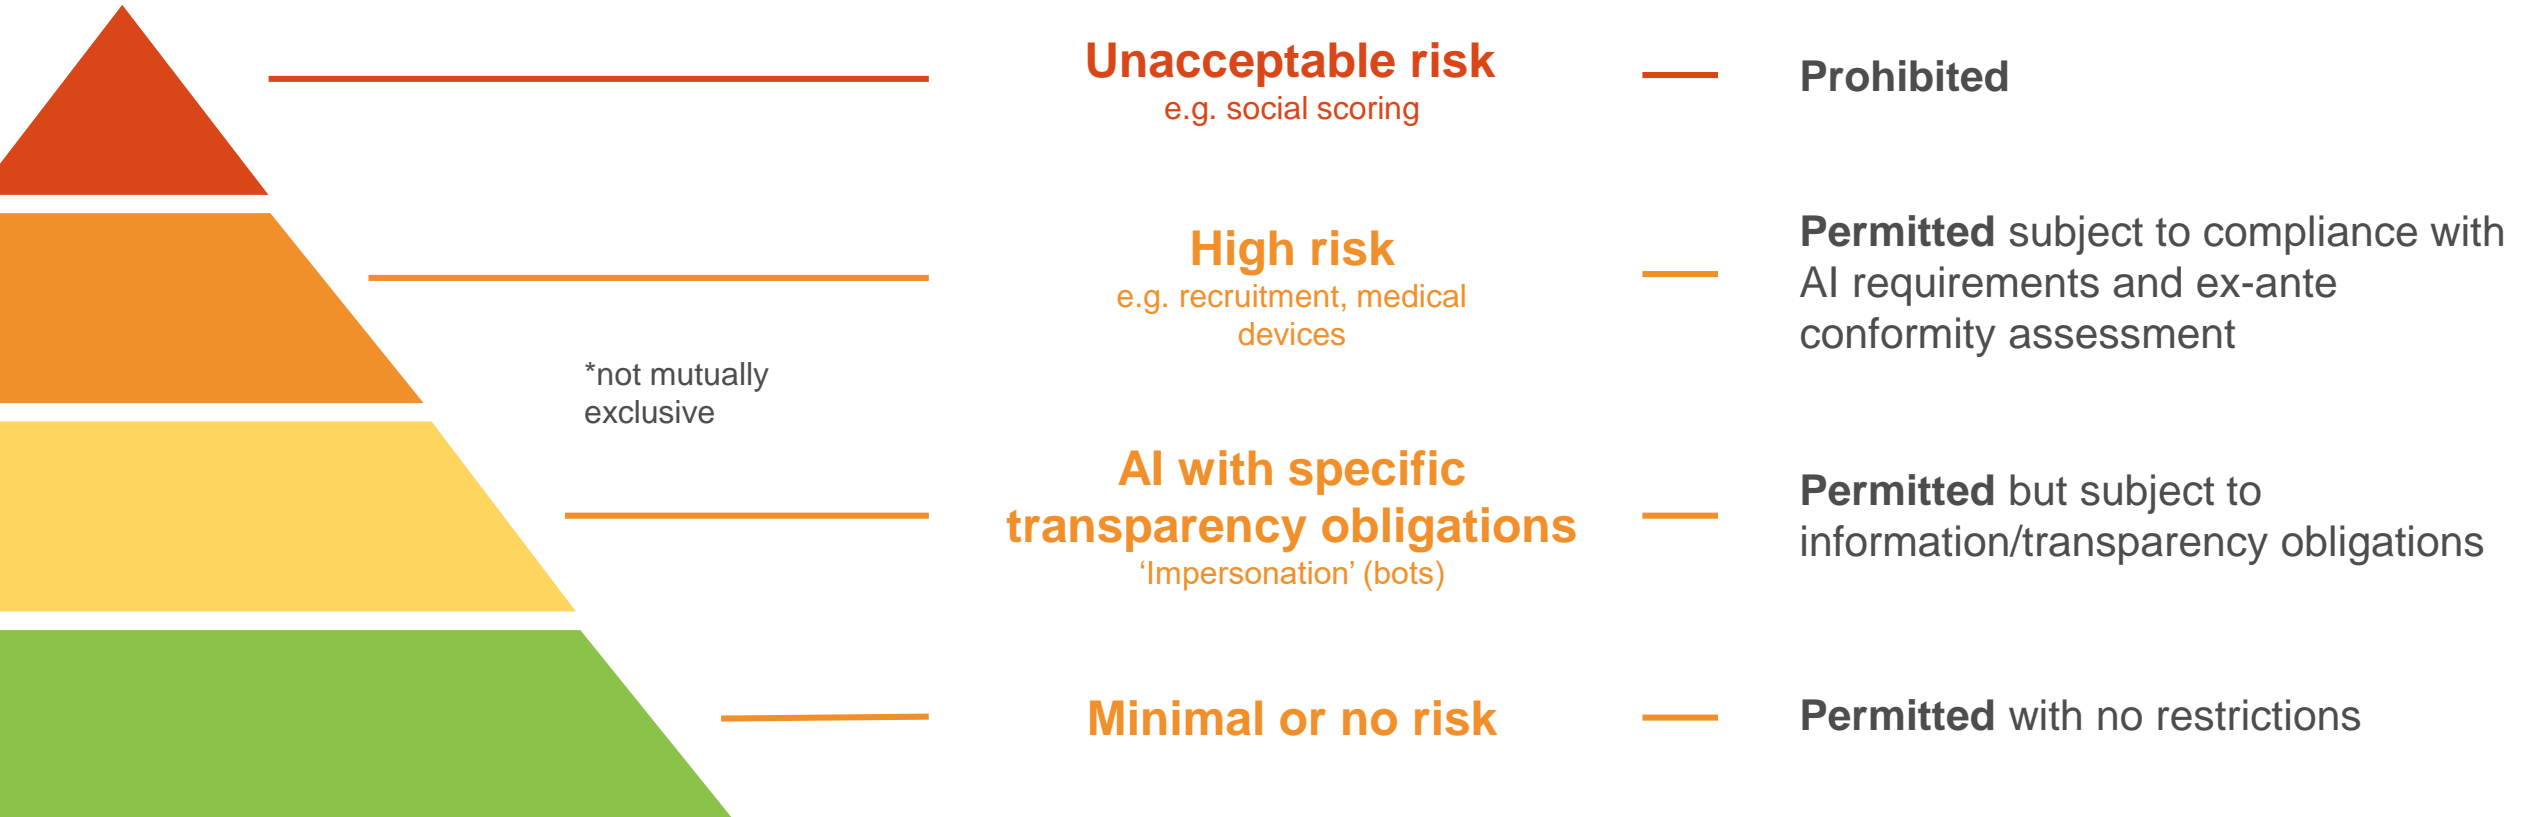 Unacceptable risk
e.g. social scoring
Prohibited
High risk
e.g. recruitment, medical
devices
Permitted subject to compliance with
AI requirements and ex-ante
conformity assessment
*not mutually
exclusive
AI with specific
transparency obligations
‘Impersonation’ (bots)
Permitted but subject to
information/transparency obligations
Minimal or no risk
Permitted with no restrictions